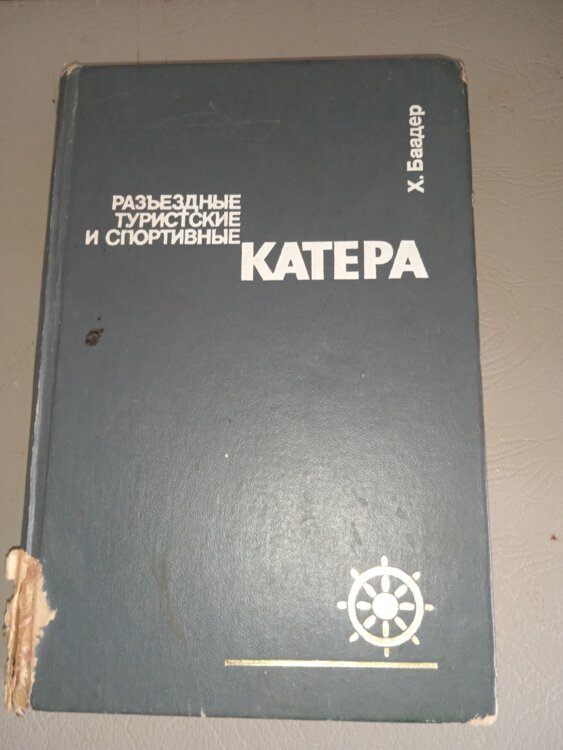 Х. Баадер
РАЗЪЕЗДНЫЕ
ТУРИСТСКИЕ
И СПОРТИВНЫЕ
КАТЕРА